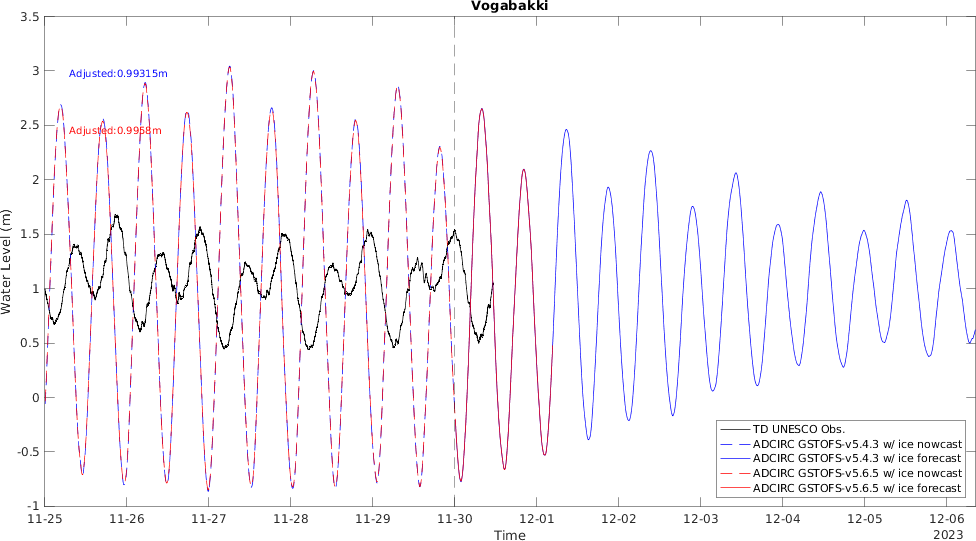 Vogabakki
3.5
3
2.5
2
1.5
1
0.5
0
-0.5
-1
Water Level (m)
Adjusted:0.99315m
Adjusted:0.9958m
TD UNESCO Obs.
ADCIRC GSTOFS-v5.4.3 w/ ice nowcast
ADCIRC GSTOFS-v5.4.3 w/ ice forecast
ADCIRC GSTOFS-v5.6.5 w/ ice nowcast
ADCIRC GSTOFS-v5.6.5 w/ ice forecast
11-25 11-26 11-27 11-28 11-29 11-30 12-01 12-02 12-03 12-04 12-05 12-06
Time
2023